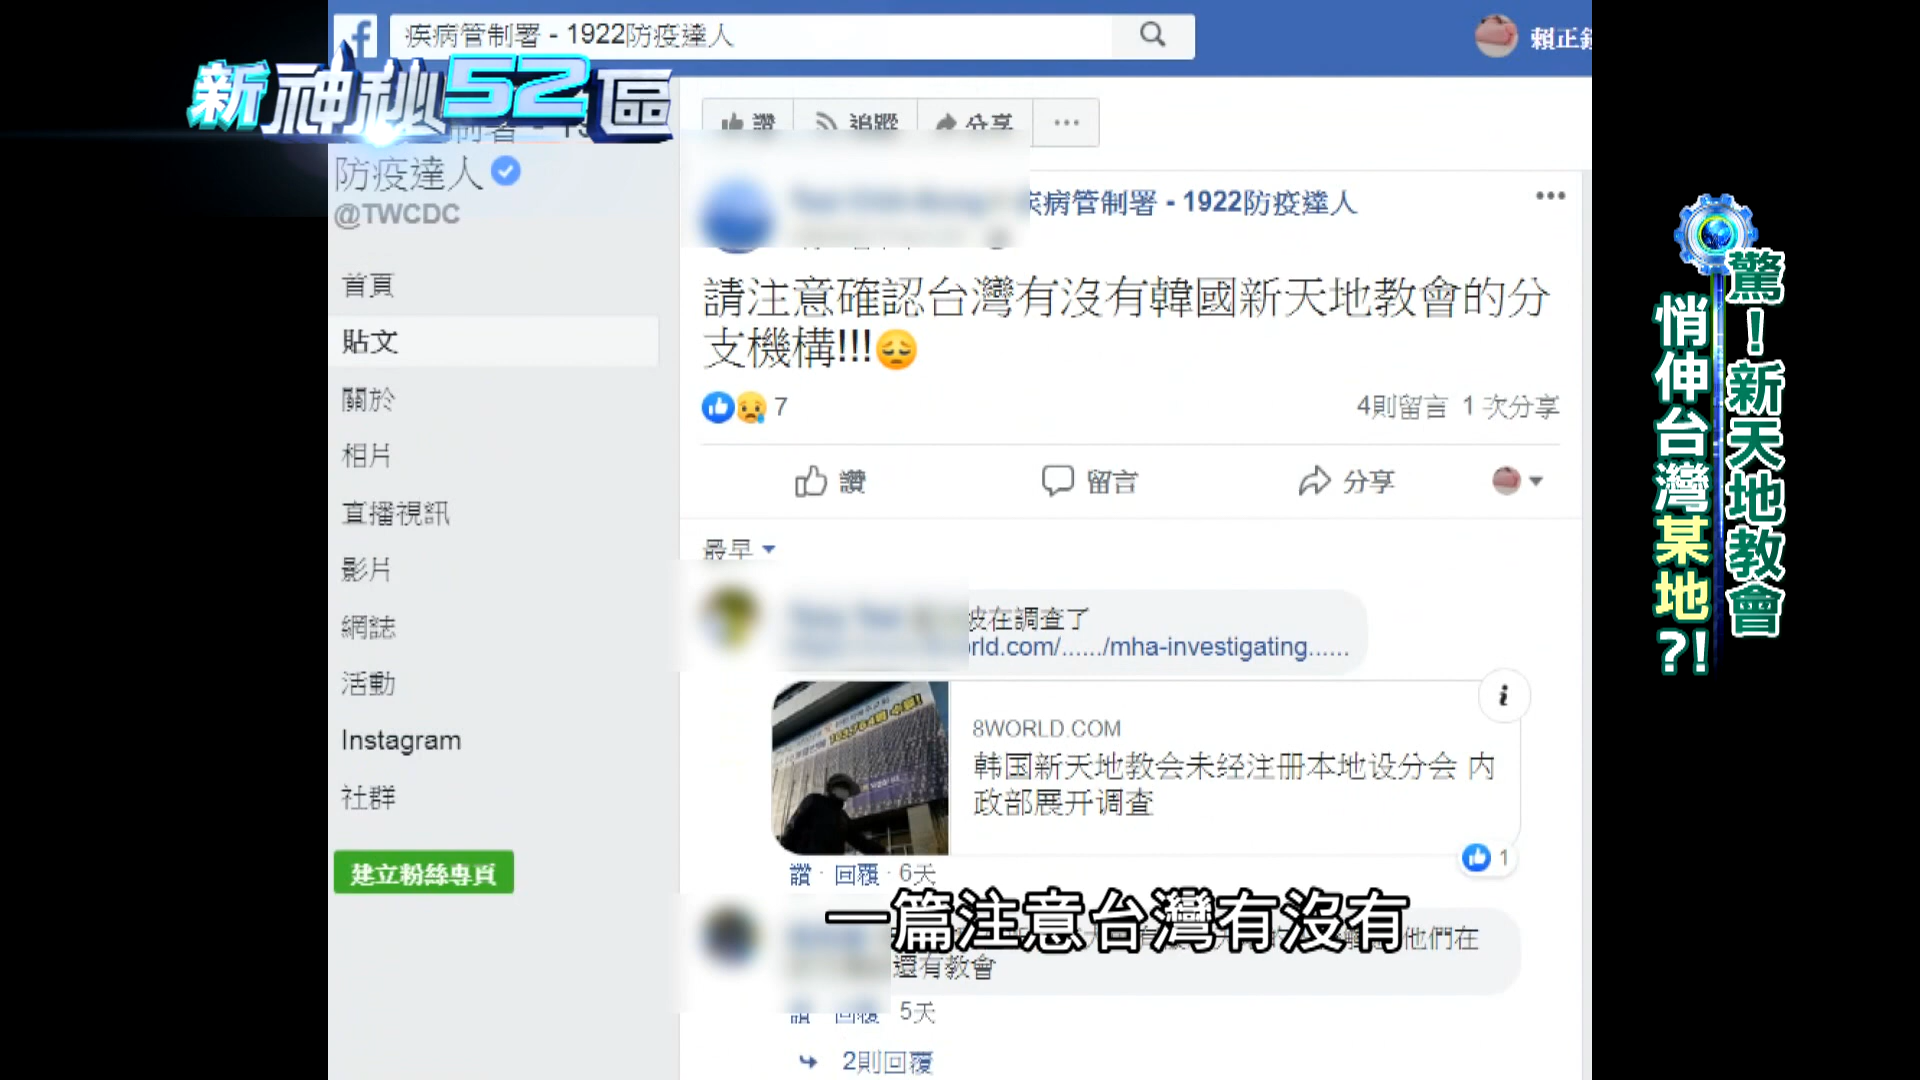 疾病管制署 - 1922防疫達人
賴正
新神秘52區
防疫達人
@TWCDC
首頁
貼文
關於
相片
直播視訊
影片
網誌
活動
Instagram
社群
建立粉絲專頁
讚
追蹤
分享
疾病管制署 - 1922防疫達人
請注意確認台灣有沒有韓國新天地教會的分
支機構!!!
7
4則留言 1 次分享
讚
留言
分享
最早
在調查了
rld.com/....../mha-investigating......
8WORLD.COM
韩国新天地教会未经注册本地设分会 内
政部展开调查
1
讚 · 回覆 · 6天
他們在
還有教會
讚 回覆 5天
2則回覆
一篇注意台灣有沒有
驚!新天地教會
悄伸台灣某地?!